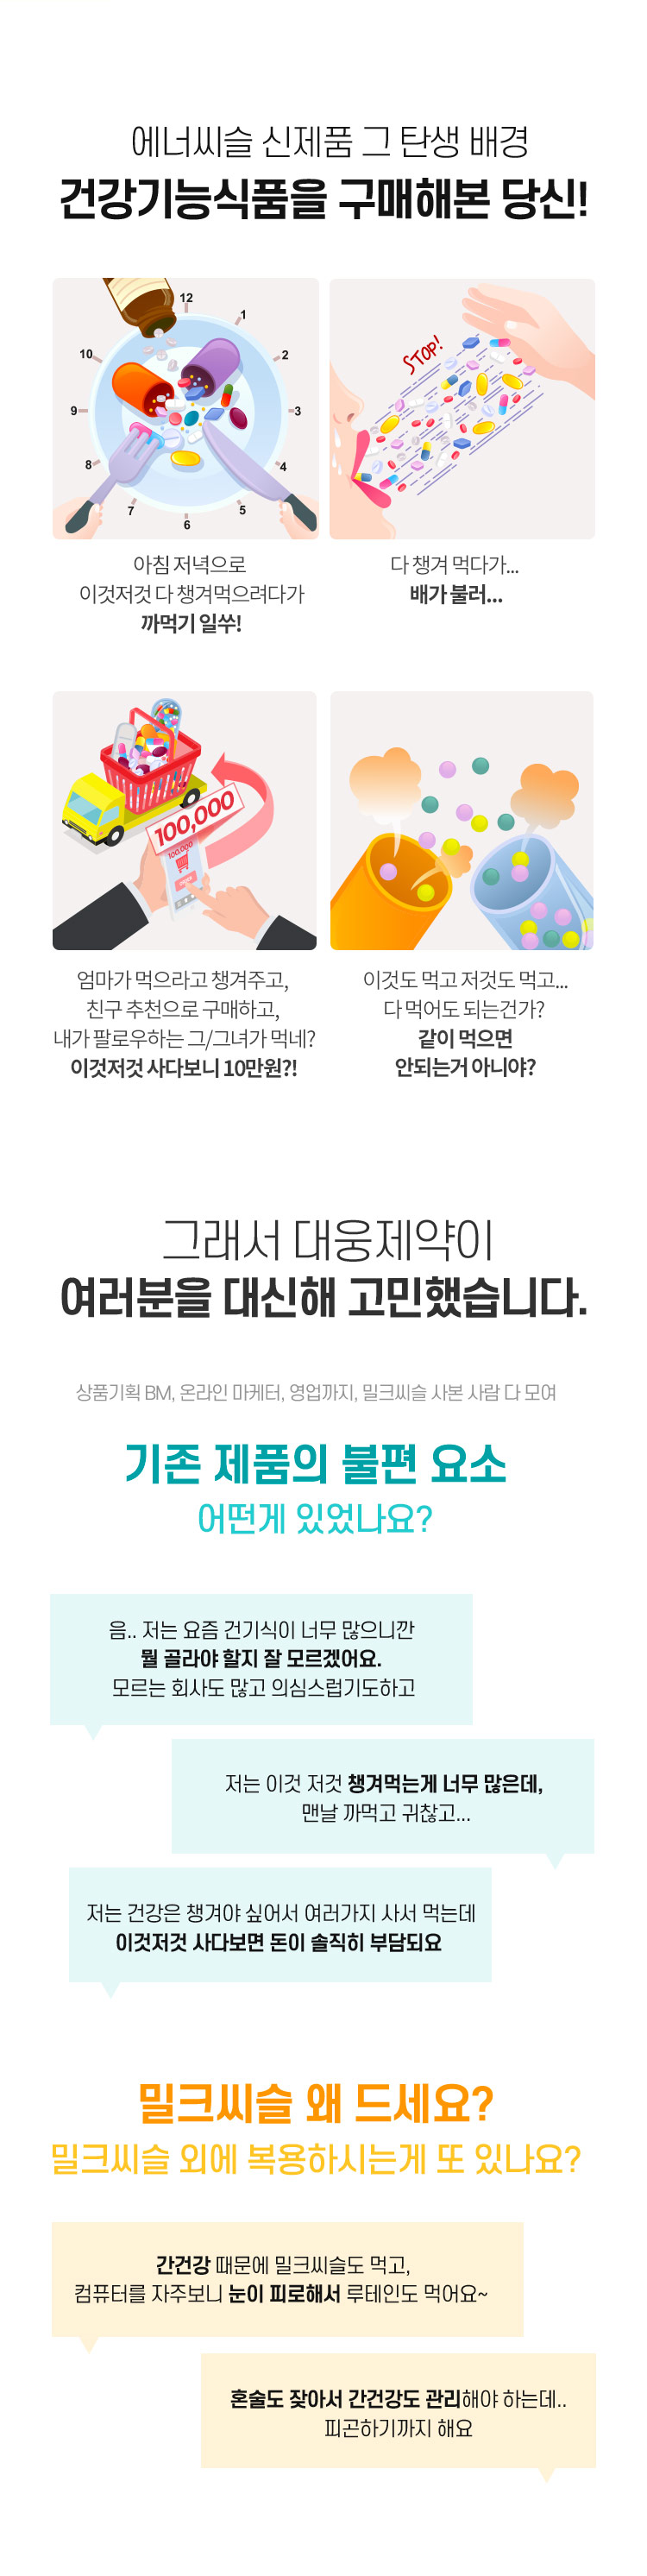 에너씨슬 신제품 그 탄생 배경
건강기능식품을 구매해본 당신!
12
1
2
3
4
5
6
7
8
9
10
STOP!
아침 저녁으로
이것저것 다 챙겨먹으려다가
까먹기 일쑤!
다 챙겨 먹다가...
배가 불러...
100,000
100,000
엄마가 먹으라고 챙겨주고,
친구 추천으로 구매하고,
내가 팔로우하는 그/그녀가 먹네?
이것저것 사다보니 10만원?!
이것도 먹고 저것도 먹고...
다 먹어도 되는건가?
같이 먹으면
안되는거 아니야?
그래서 대웅제약이
여러분을 대신해 고민했습니다.
상품기획 BM, 온라인 마케터, 영업까지, 밀크씨슬 사본 사람 다 모여
기존 제품의 불편 요소
어떤게 있었나요?
음.. 저는 요즘 건기식이 너무 많으니깐
뭘 골라야 할지 잘 모르겠어요.
모르는 회사도 많고 의심스럽기도하고
저는 이것 저것 챙겨먹는게 너무 많은데,
맨날 까먹고 귀찮고...
저는 건강은 챙겨야 싶어서 여러가지 사서 먹는데
이것저것 사다보면 돈이 솔직히 부담되요
밀크씨슬 왜 드세요?
밀크씨슬 외에 복용하시는게 또 있나요?
간건강 때문에 밀크씨슬도 먹고,
컴퓨터를 자주보니 눈이 피로해서 루테인도 먹어요~
혼술도 잦아서 간건강도 관리해야 하는데..
피곤하기까지 해요